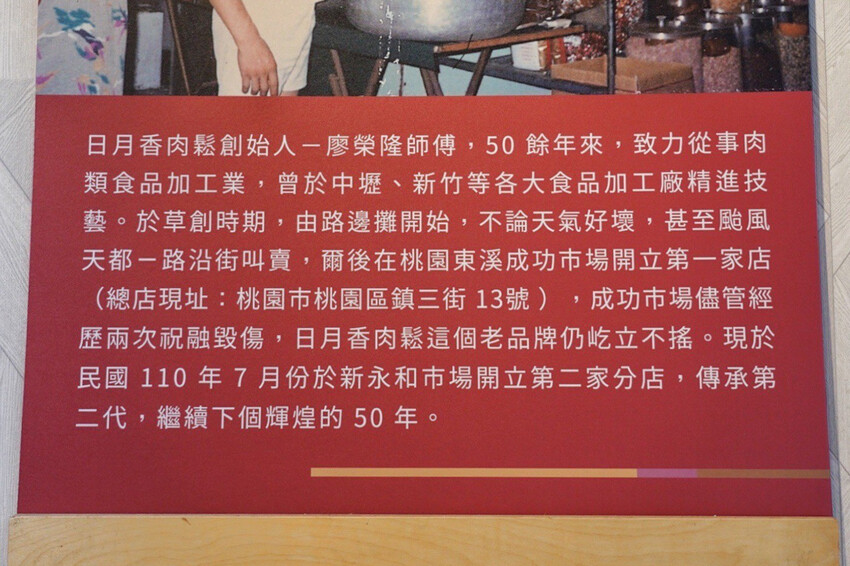 日月香肉鬆創始人－廖榮隆師傅，50 餘年來，致力從事肉
類食品加工業，曾於中壢、新竹等各大食品加工廠精進技
藝。於草創時期，由路邊攤開始，不論天氣好壞，甚至颱風
天都一路沿街叫賣，爾後在桃園東溪成功市場開立第一家店
（總店現址：桃園市桃園區鎮三街 13號 ），成功市場儘管經
歷兩次祝融毀傷，日月香肉鬆這個老品牌仍屹立不搖。現於
民國 110 年 7 月份於新永和市場開立第二家分店，傳承第
二代，繼續下個輝煌的 50 年。